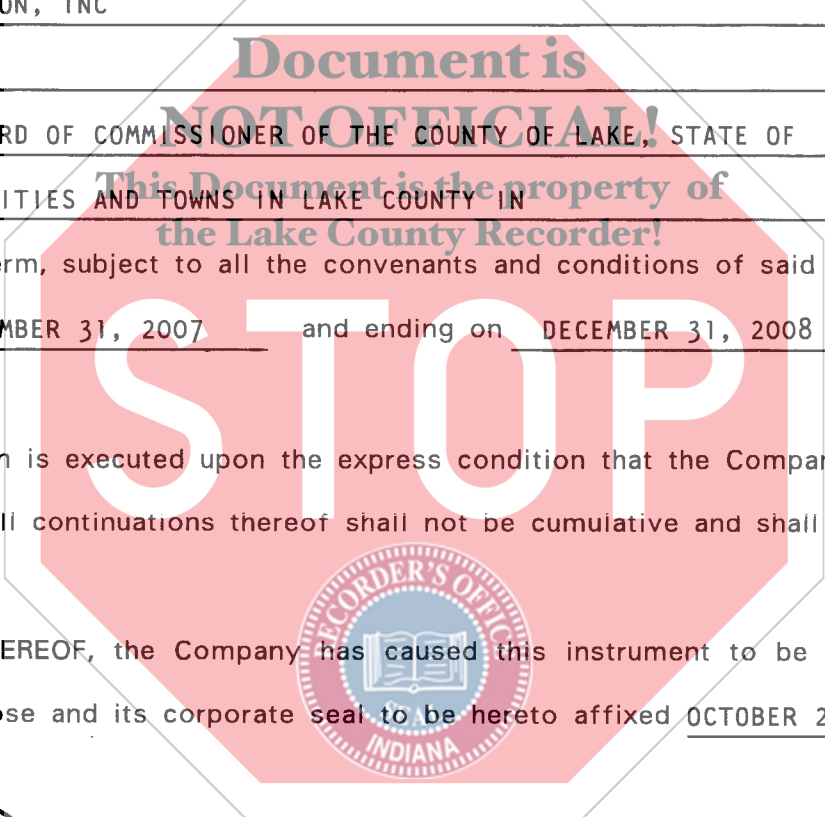 ON, INC
Document is
NOT OFFICIAL!
RD OF COMMISSIONER OF THE COUNTY OF LAKE, STATE OF
This Document is the property of
ITIES AND TOWNS IN LAKE COUNTY IN
the Lake County Recorder!
erm, subject to all the convenants and conditions of said
MBER 31, 2007 and ending on DECEMBER 31, 2008
STOP
n is executed upon the express condition that the Compan
ll continuations thereof shall not be cumulative and shall
RECORDER'S OFFIC
EREOF, the Company has caused this instrument to be
SEAL
ose and its corporate seal to be hereto affixed OCTOBER 2
INDIANA